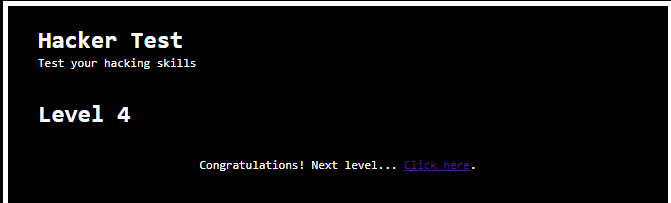 Hacker Test
Test your hacking skills
Level 4
Congratulations! Next level... Click here.